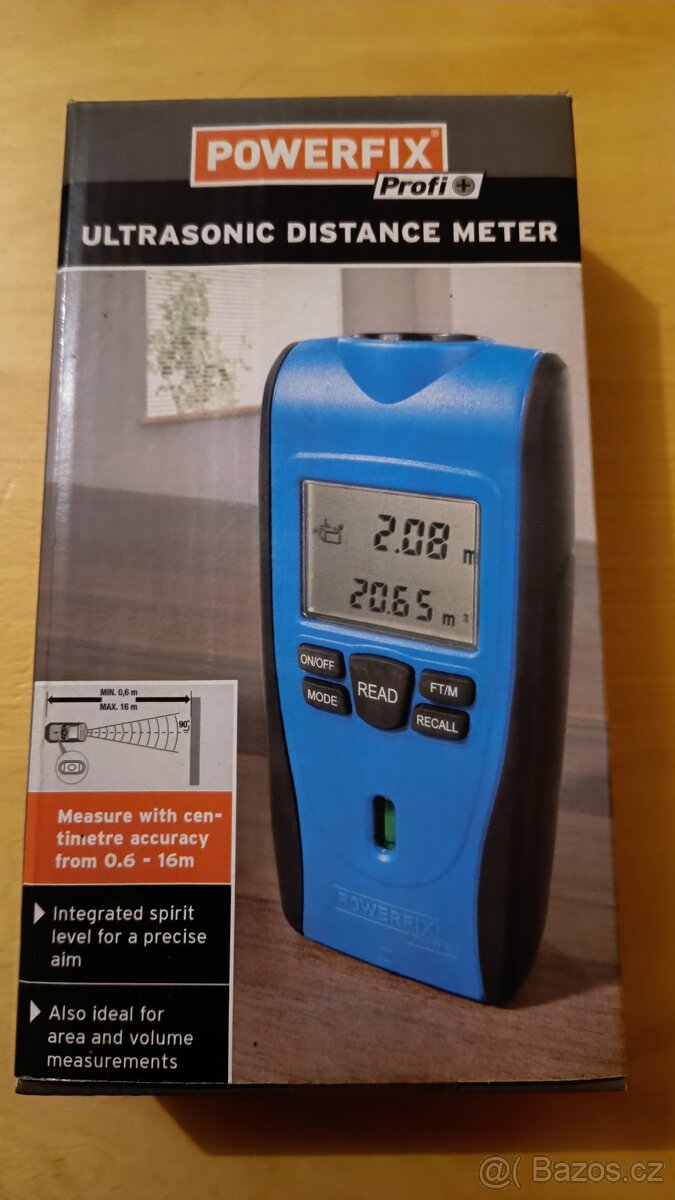 POWERFIX®
Profi+
ULTRASONIC DISTANCE METER
2.08 m
20.65 m³
ON/OFF
MODE
READ
FT/M
RECALL
MIN. 0,6 m
MAX. 16 m
90°
Measure with cen-
timetre accuracy
from 0.6 - 16m
Integrated spirit
level for a precise
aim
Also ideal for
area and volume
measurements
POWERFIX
@( Bazos.cz